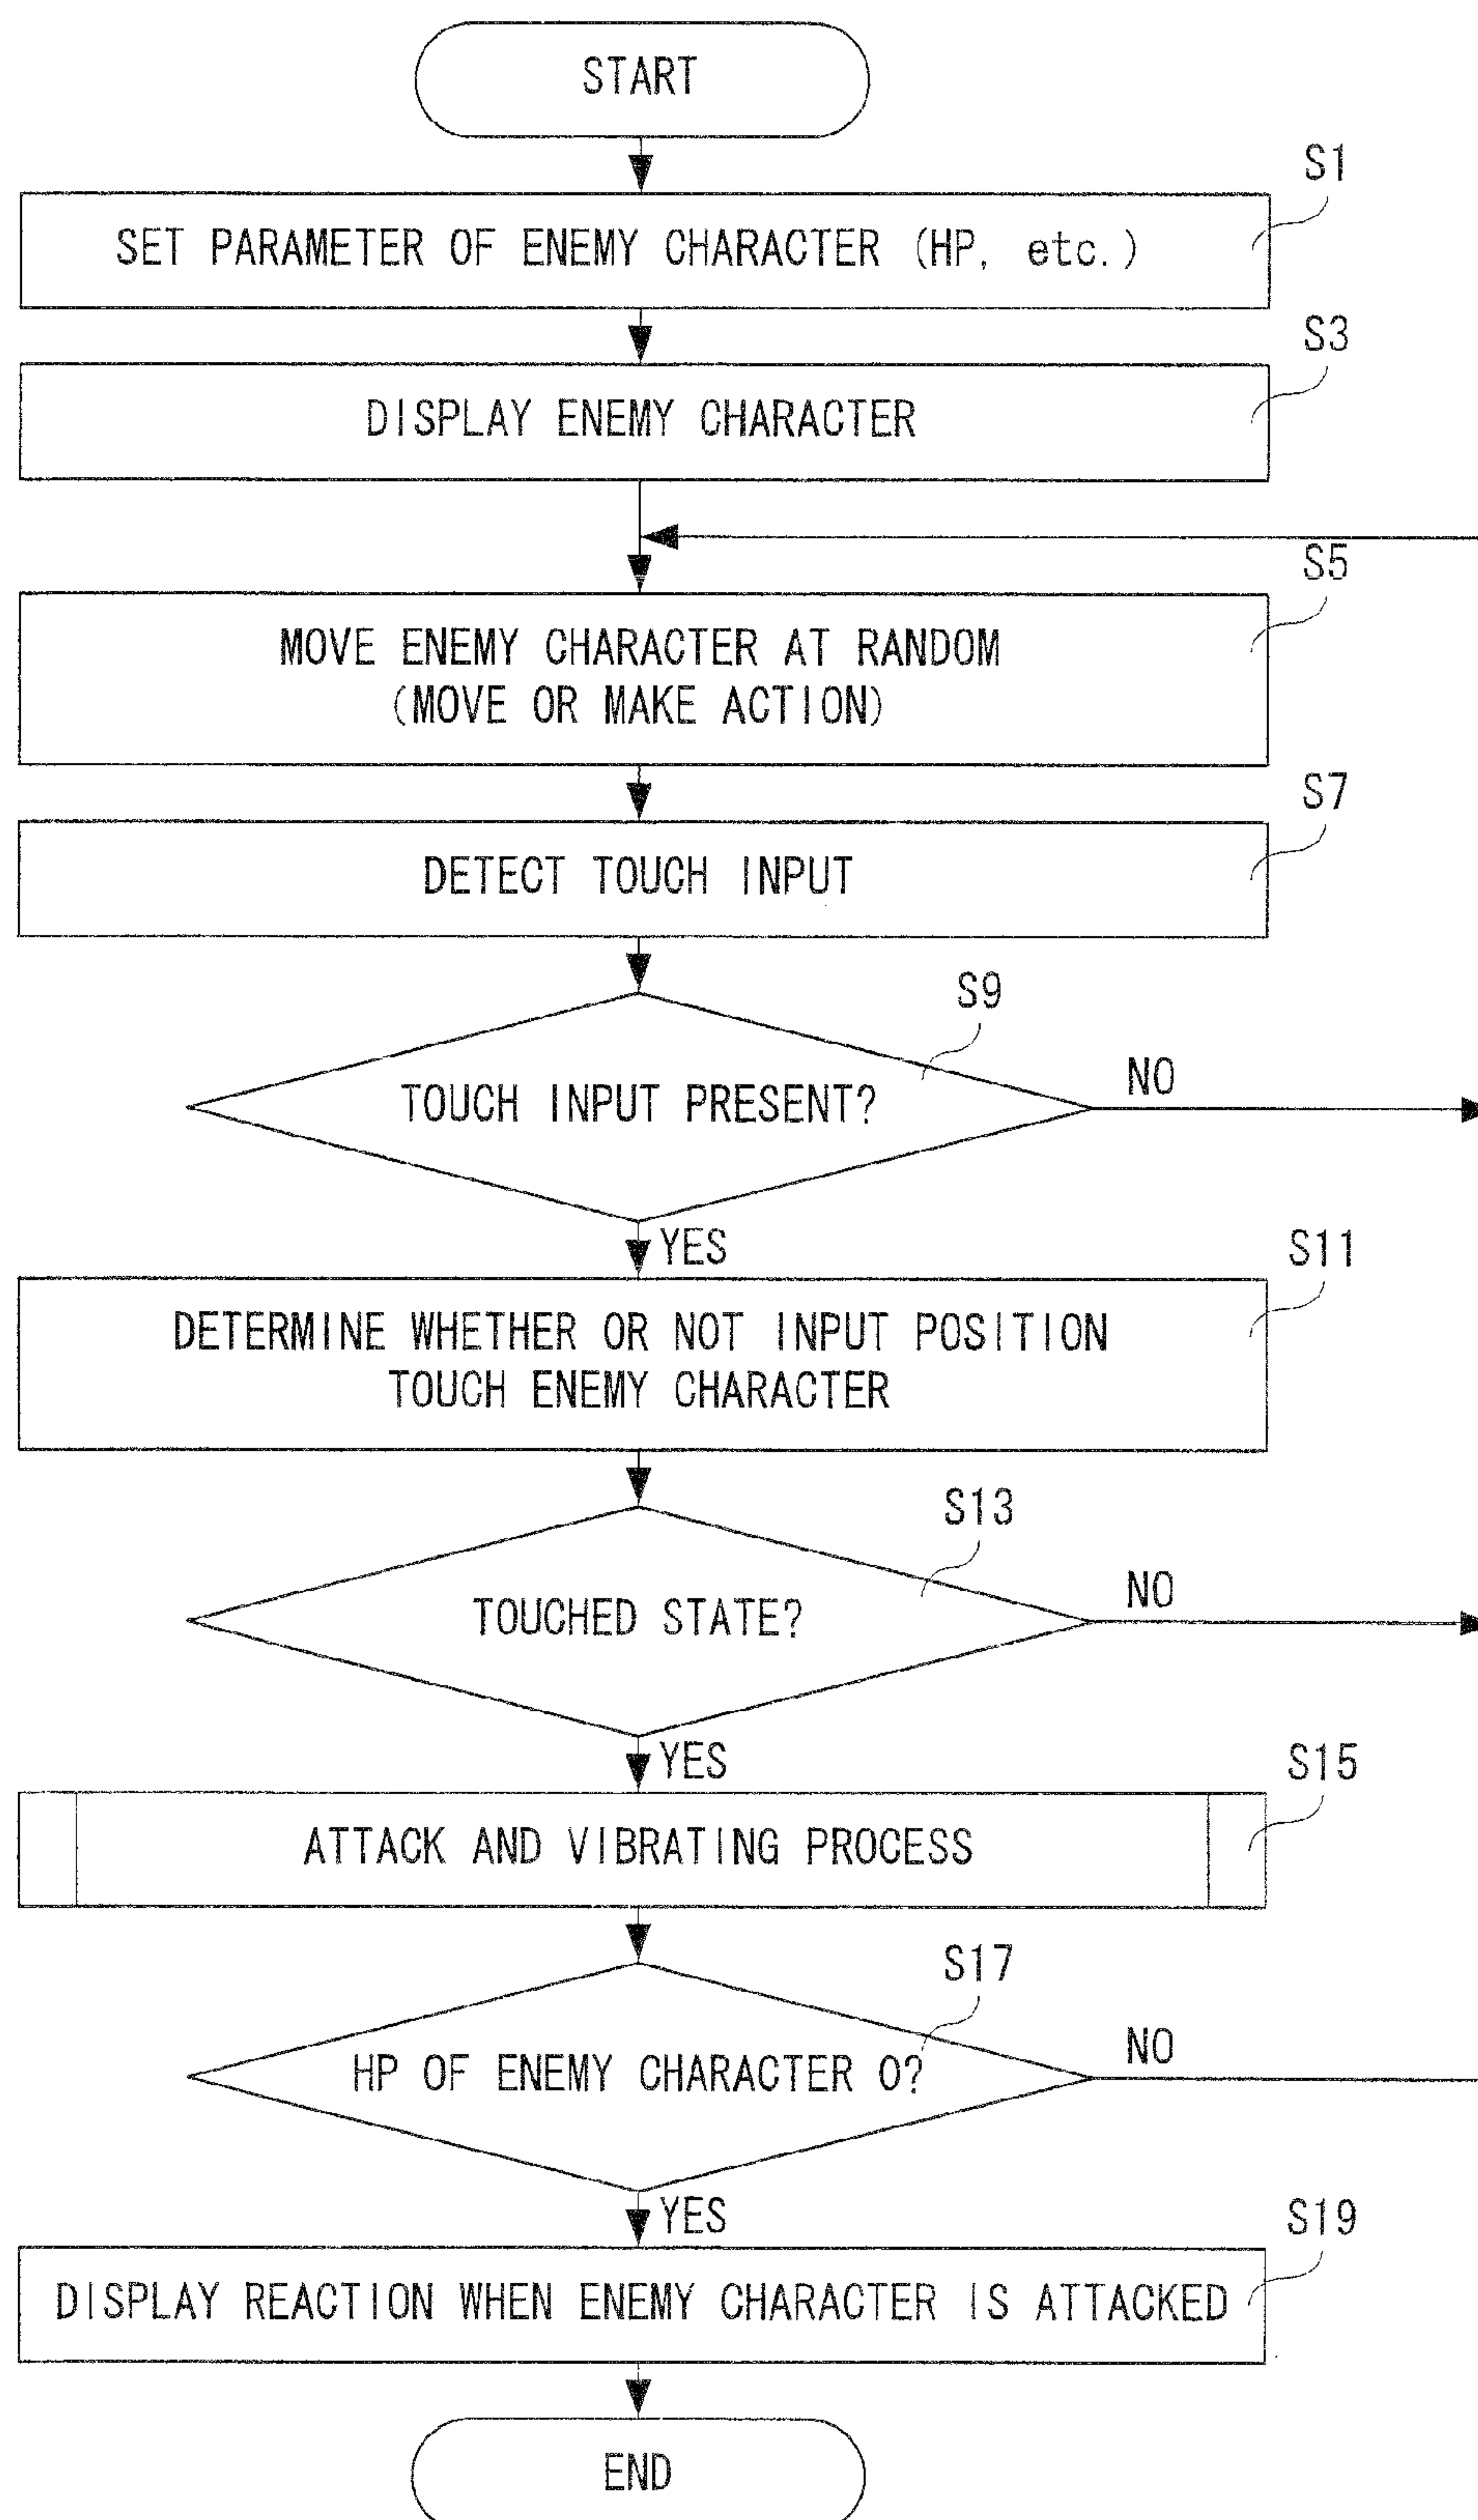 START
S1
SET PARAMETER OF ENEMY CHARACTER (HP, etc.)
S3
DISPLAY ENEMY CHARACTER
S5
MOVE ENEMY CHARACTER AT RANDOM
(MOVE OR MAKE ACTION)
S7
DETECT TOUCH INPUT
S9
TOUCH INPUT PRESENT?
NO
YES
S11
DETERMINE WHETHER OR NOT INPUT POSITION
TOUCH ENEMY CHARACTER
S13
TOUCHED STATE?
NO
YES
S15
ATTACK AND VIBRATING PROCESS
S17
HP OF ENEMY CHARACTER 0?
NO
YES
S19
DISPLAY REACTION WHEN ENEMY CHARACTER IS ATTACKED
END